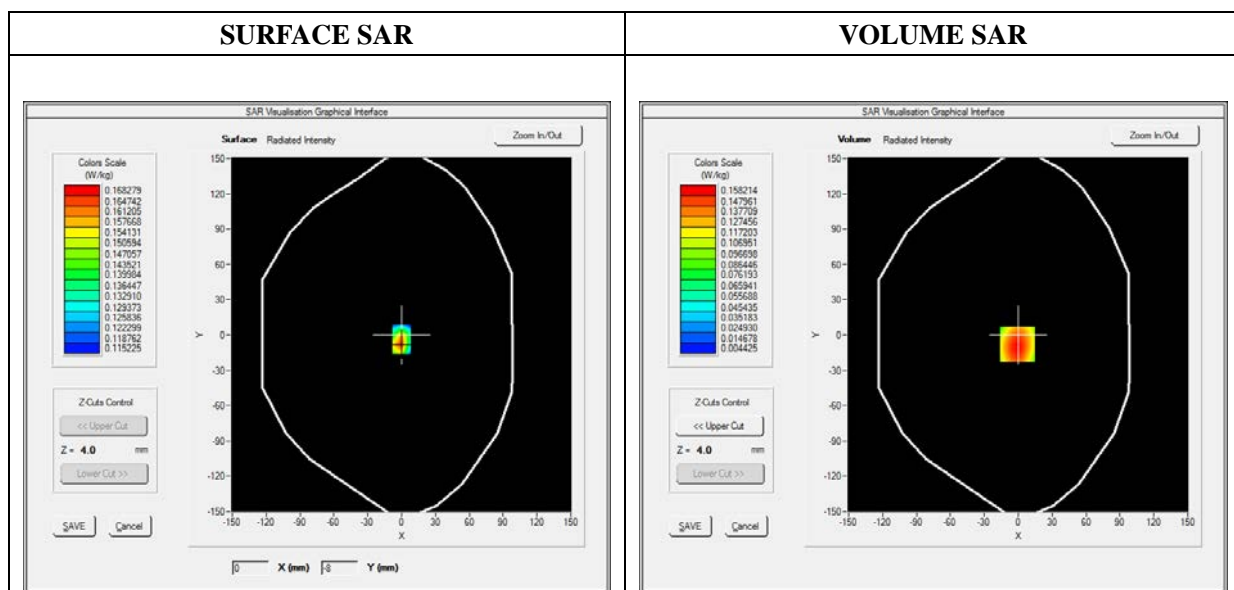 SURFACE SAR
VOLUME SAR
SAR Visualisation Graphical Interface
Surface Radiated Intensity
Zoom In/Out
Colors Scale
(W/kg)
0.168279
0.164742
0.161205
0.157668
0.154131
0.150594
0.147057
0.143521
0.139984
0.136447
0.132910
0.129373
0.125836
0.122299
0.118762
0.115225
Z-Cuts Control
<< Upper Cut
Z = 4.0 mm
Lower Cut >>
SAVE Cancel
150
120
90
60
30
0
-30
-60
-90
-120
-150
Y
-150 -120 -90 -60 -30 0 30 60 90 120 150
X
0 X (mm) -8 Y (mm)
SAR Visualisation Graphical Interface
Volume Radiated Intensity
Zoom In/Out
Colors Scale
(W/kg)
0.158214
0.147961
0.137709
0.127456
0.117203
0.106951
0.096698
0.086446
0.076193
0.065941
0.055688
0.045435
0.035183
0.024930
0.014678
0.004425
Z-Cuts Control
<< Upper Cut
Z = 4.0 mm
Lower Cut >>
SAVE Cancel
150
120
90
60
30
0
-30
-60
-90
-120
-150
Y
-150 -120 -90 -60 -30 0 30 60 90 120 150
X